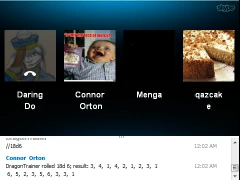 skype
Daring
Do
Connor
Orton
Menga
qazcak
e
//18d6
12:02 AM
Connor Orton
DragonTrainer rolled 18d 6; result: 3, 4, 1, 4, 2, 1, 2, 3, 1
6, 5, 2, 3, 5, 6, 3, 3, 1
12:02 AM